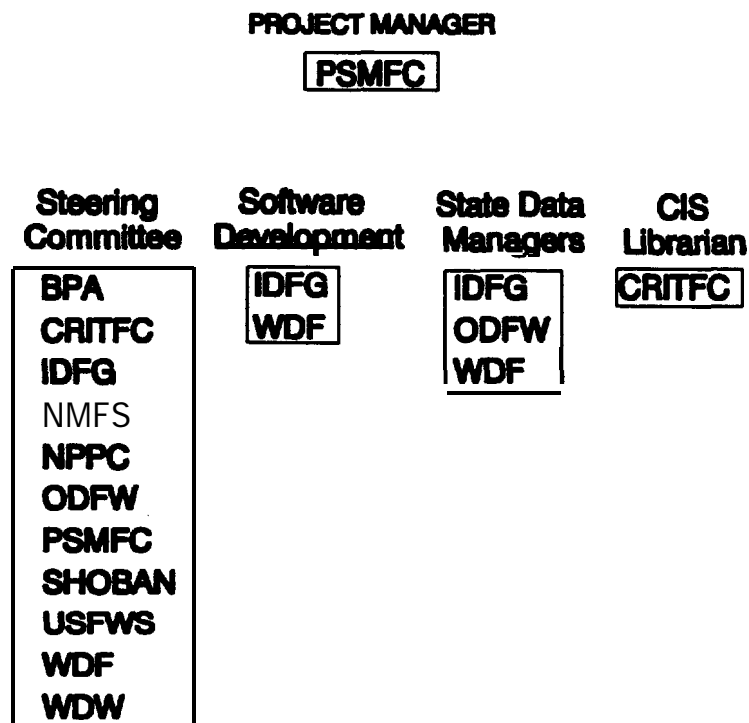 PROJECT MANAGER
PSMFC
Steering
Committee
BPA
CRITFC
IDFG
NMFS
NPPC
ODFW
PSMFC
SHOBAN
USFWS
WDF
WDW
Software
Development
IDFG
WDF
State Data
Managers
IDFG
ODFW
WDF
CIS
Librarian
CRITFC